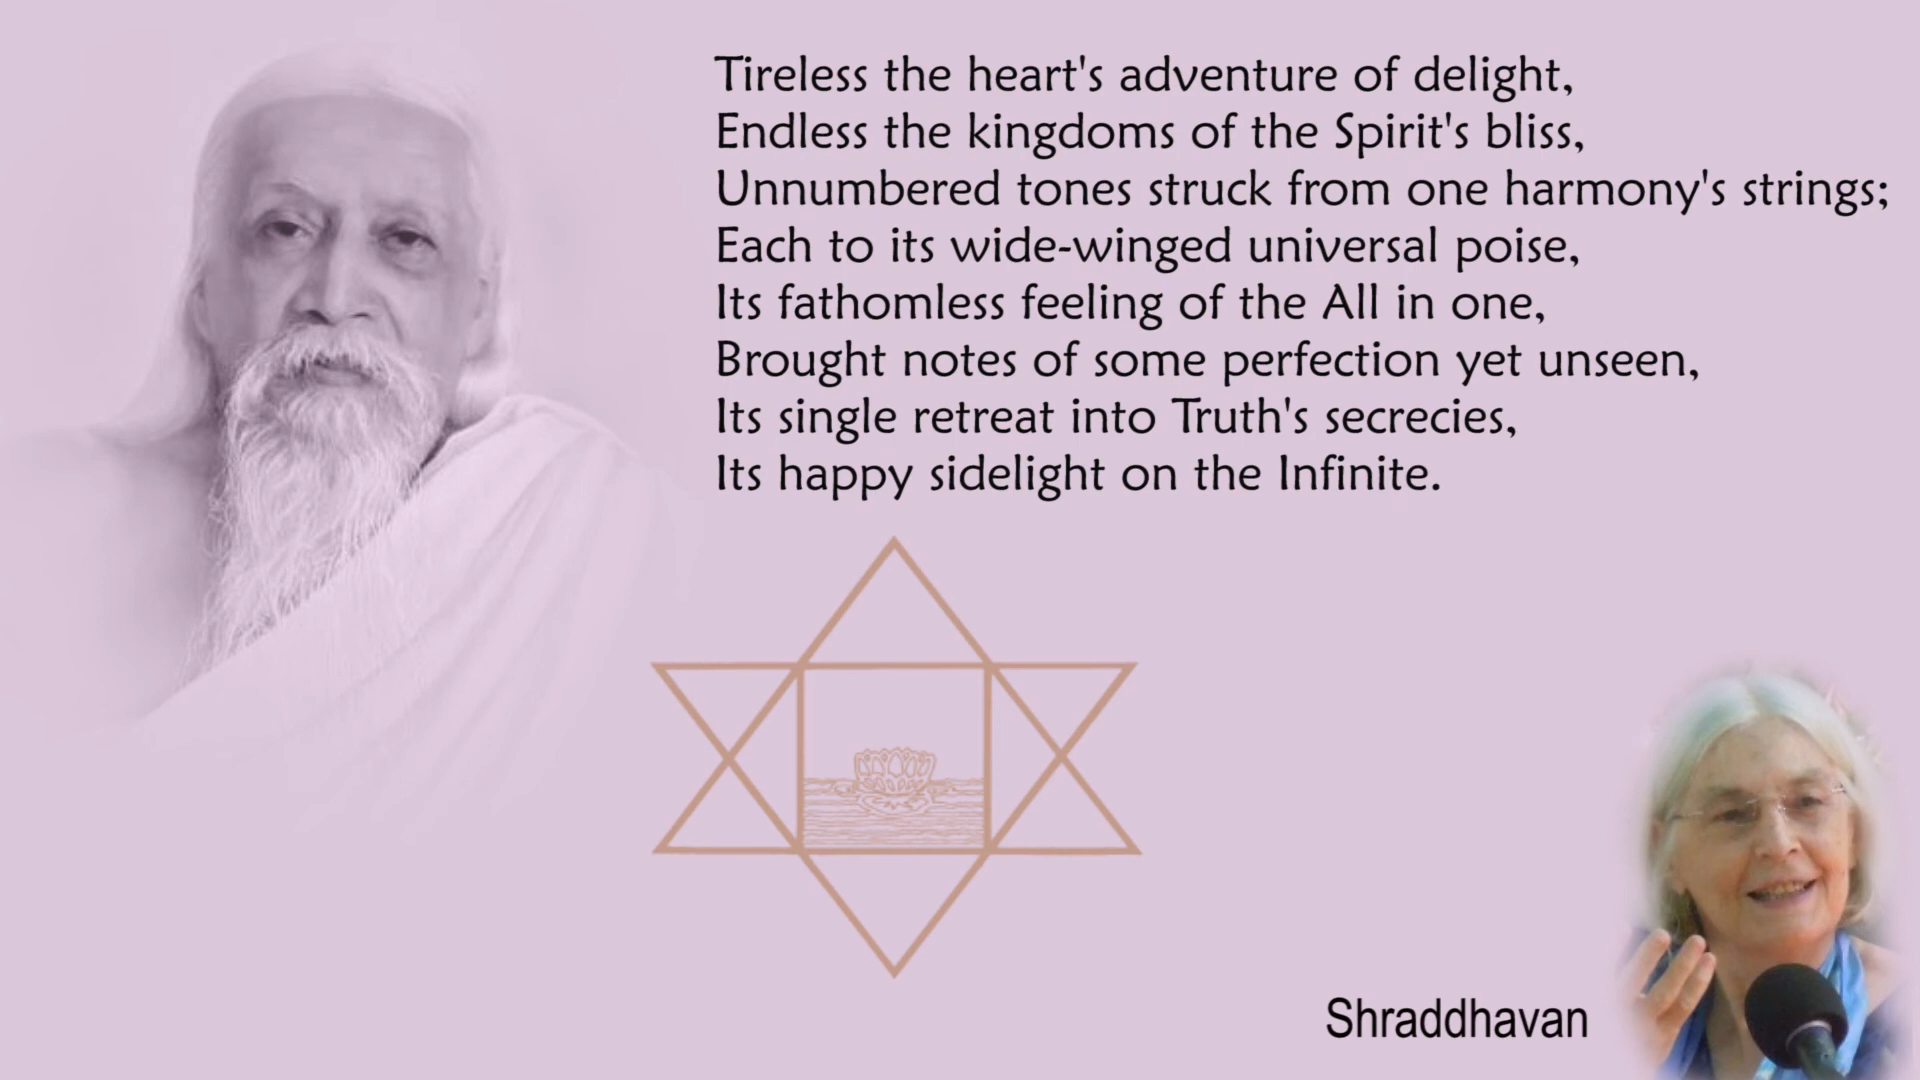 Tireless the heart's adventure of delight,
Endless the kingdoms of the Spirit's bliss,
Unnumbered tones struck from one harmony's strings;
Each to its wide-winged universal poise,
Its fathomless feeling of the All in one,
Brought notes of some perfection yet unseen,
Its single retreat into Truth's secrecies,
Its happy sidelight on the Infinite.
Shraddhavan